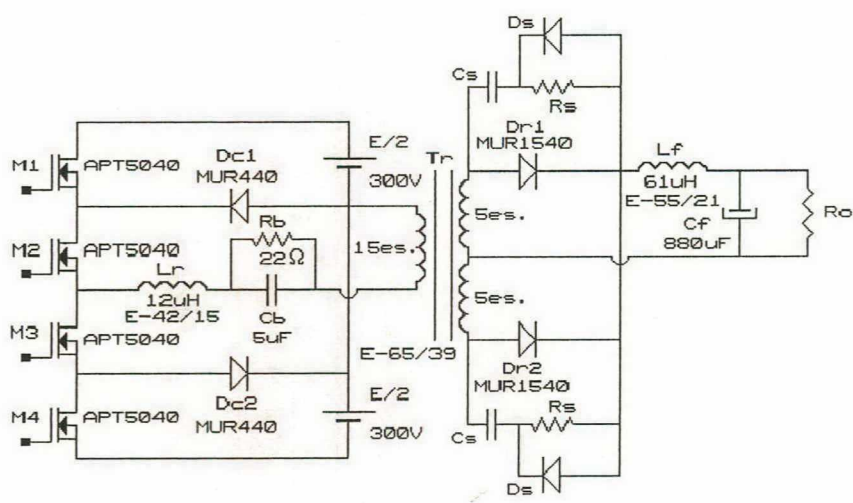 Ds
Cs
Rs
Dr1
MUR1540
E/2
300V
Tr
Lf
61uH
E-55/21
Cf
880uF
Ro
M1
APT5040
Dc1
MUR440
Rb
22Ω
15es.
5es.
M2
APT5040
Lr
12uH
E-42/15
Cb
5uF
5es.
M3
APT5040
E-65/39
Dr2
MUR1540
Dc2
MUR440
E/2
300V
M4
APT5040
Rs
Cs
Ds